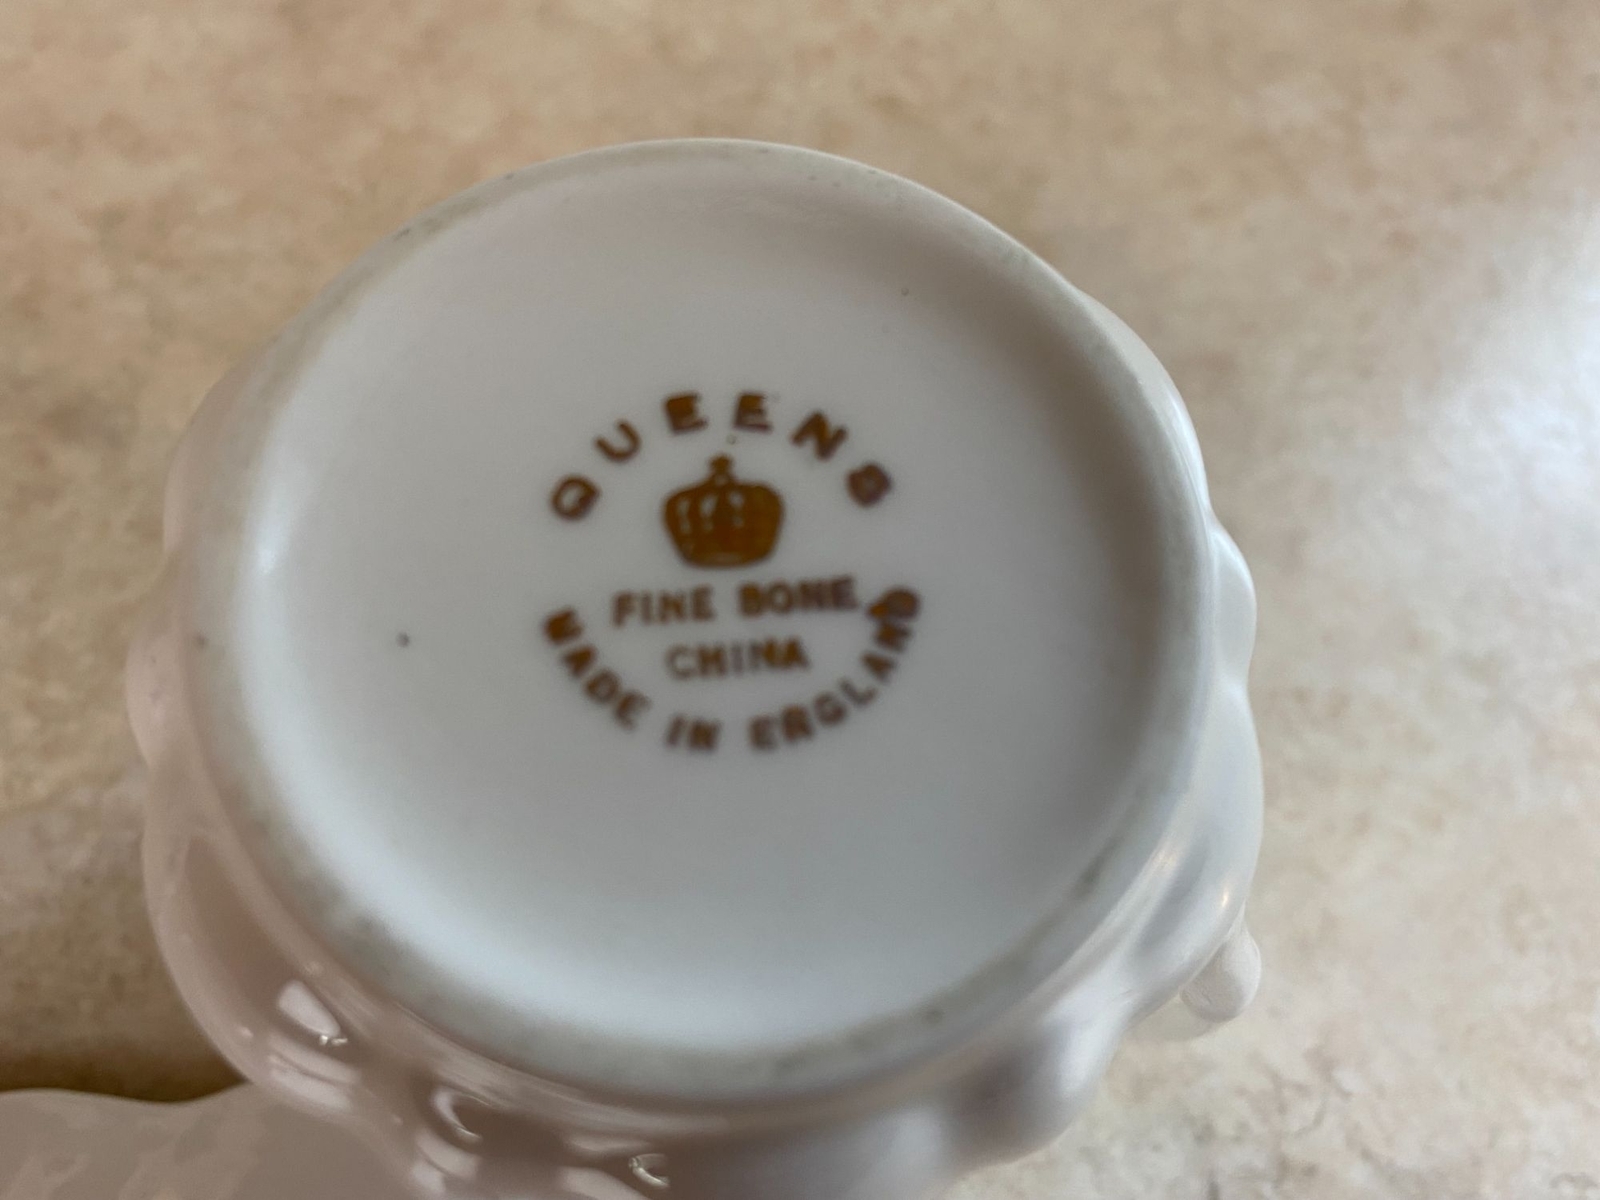 QUEENS
FINE BONE
CHINA
MADE IN ENGLAND